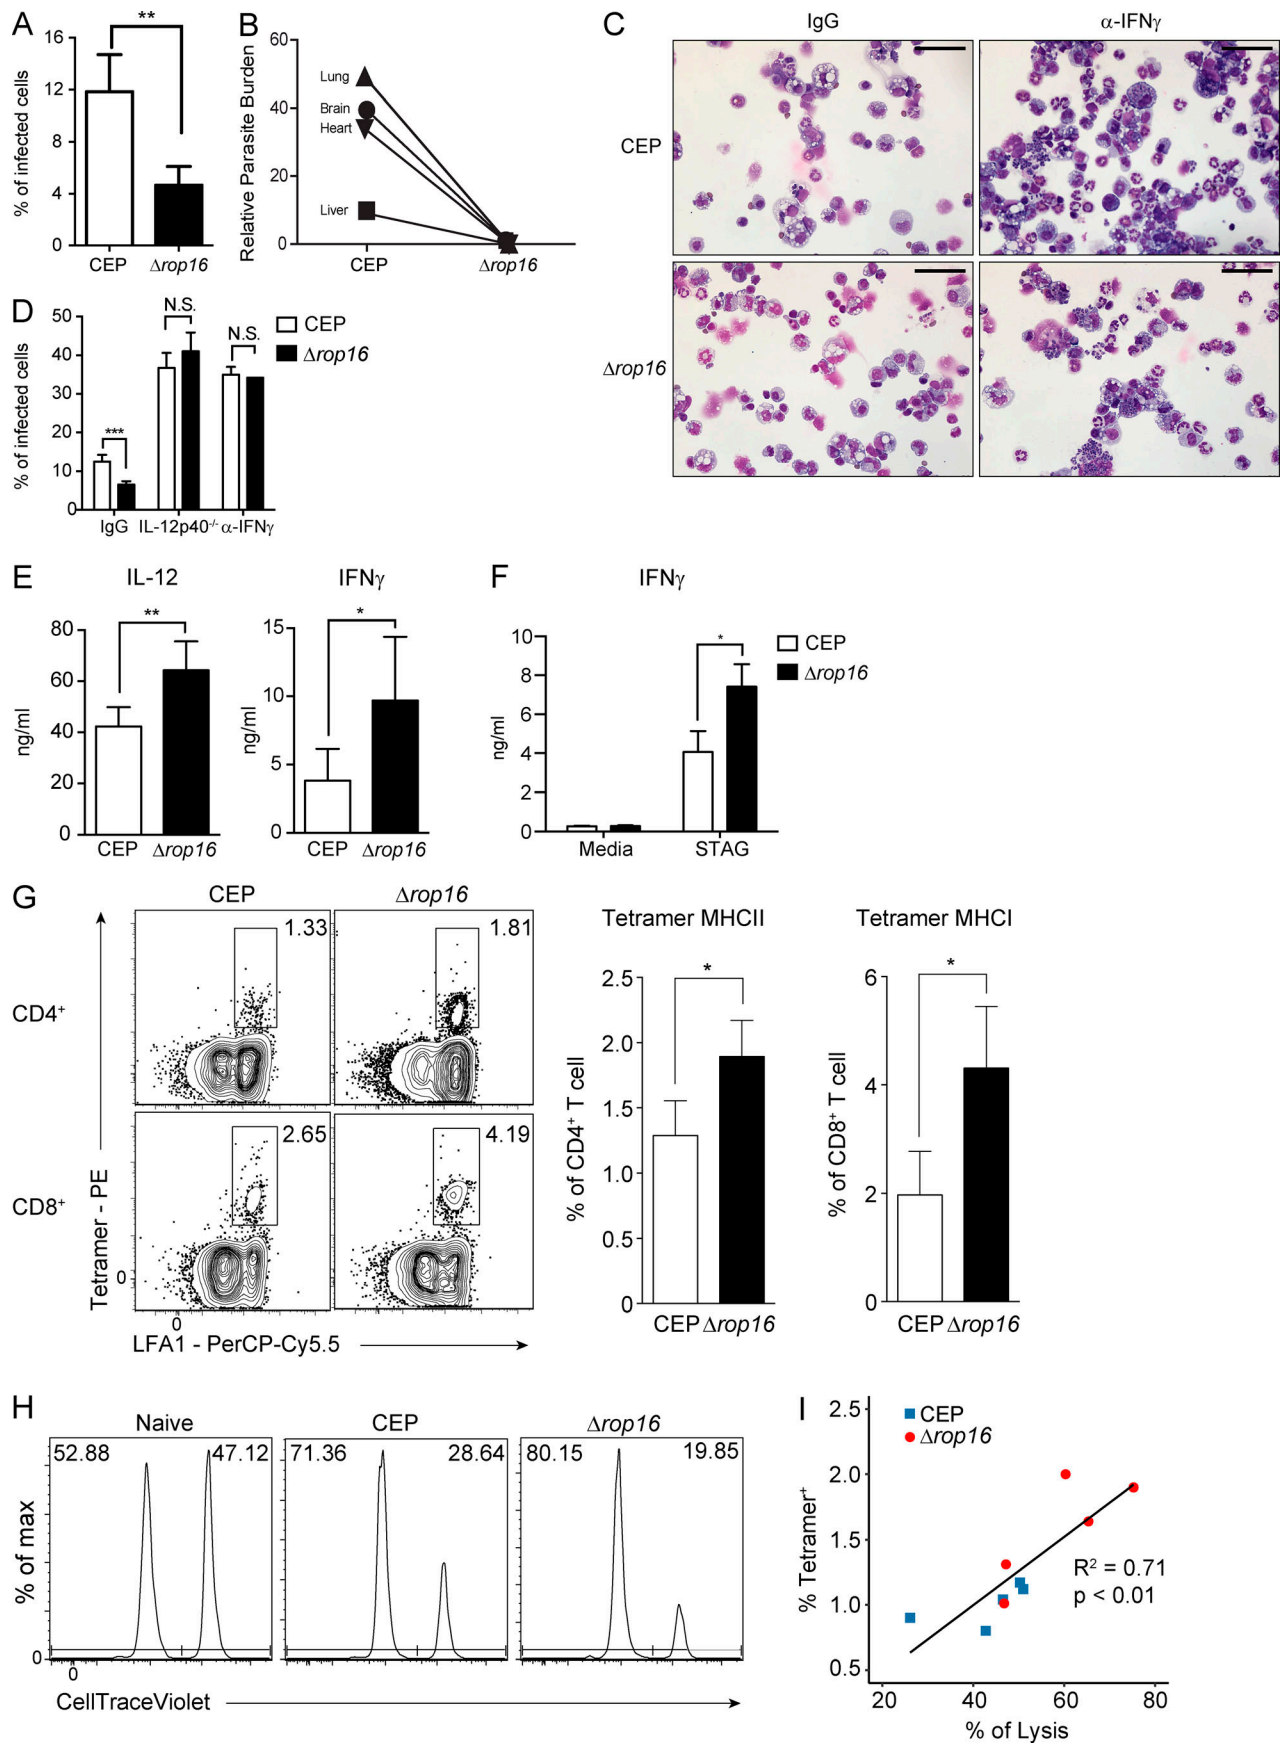 A
**
16
12
8
4
0
% of infected cells
CEP
Δrop16
B
60
40
20
0
Relative Parasite Burden
Lung
Brain
Heart
Liver
CEP
Δrop16
C
IgG
α-IFNγ
CEP
Δrop16
D
50
40
30
20
10
0
% of infected cells
***
N.S.
N.S.
CEP
Δrop16
IgG
IL-12p40-/-
α-IFNγ
E
IL-12
**
80
60
40
20
0
ng/ml
CEP
Δrop16
IFNγ
*
15
10
5
0
ng/ml
CEP
Δrop16
F
IFNγ
*
10
8
6
4
2
0
ng/ml
CEP
Δrop16
Media
STAG
G
CEP
Δrop16
1.33
1.81
CD4+
2.65
4.19
CD8+
Tetramer - PE
0
0
LFA1 - PerCP-Cy5.5
Tetramer MHCII
*
2.5
2.0
1.5
1.0
0.5
0
% of CD4+ T cell
CEP Δrop16
Tetramer MHCI
*
6
4
2
0
% of CD8+ T cell
CEP Δrop16
H
Naive
CEP
Δrop16
52.88
47.12
71.36
28.64
80.15
19.85
% of max
0
0
CellTraceViolet
I
CEP
Δrop16
2.5
2.0
1.5
1.0
0.5
% Tetramer+
R2 = 0.71
p < 0.01
20
40
60
80
% of Lysis